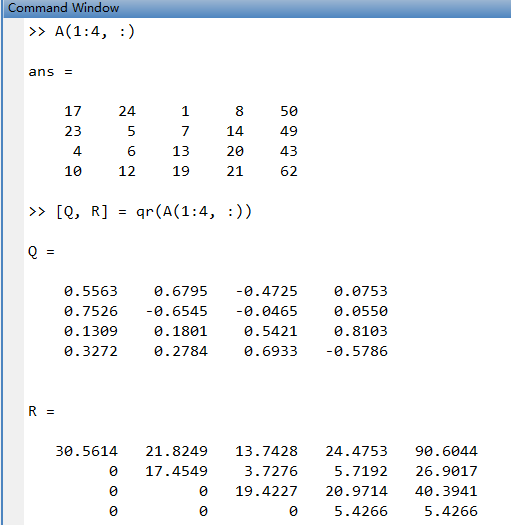 Command Window
>> A(1:4, :)
ans =
17 24 1 8 50
23 5 7 14 49
4 6 13 20 43
10 12 19 21 62
>> [Q, R] = qr(A(1:4, :))
Q =
0.5563 0.6795 -0.4725 0.0753
0.7526 -0.6545 -0.0465 0.0550
0.1309 0.1801 0.5421 0.8103
0.3272 0.2784 0.6933 -0.5786
R =
30.5614 21.8249 13.7428 24.4753 90.6044
0 17.4549 3.7276 5.7192 26.9017
0 0 19.4227 20.9714 40.3941
0 0 0 5.4266 5.4266